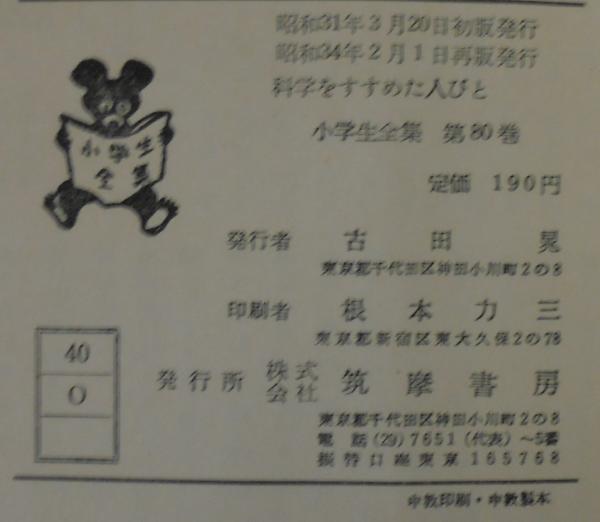 昭和31年3月20日初版発行
昭和34年2月1日再版発行
科学をすすめた人びと
小学生全集 第80巻
小学生
全集
定価 190円
発行者 古田晃
東京都千代田区神田小川町2の8
印刷者 根本力三
東京都新宿区東大久保2の78
発行所 株式会社 筑摩書房
東京都千代田区神田小川町2の8
電話(29)7651(代表)〜5番
振替口座東京165768
40
O
中教印刷・中教製本